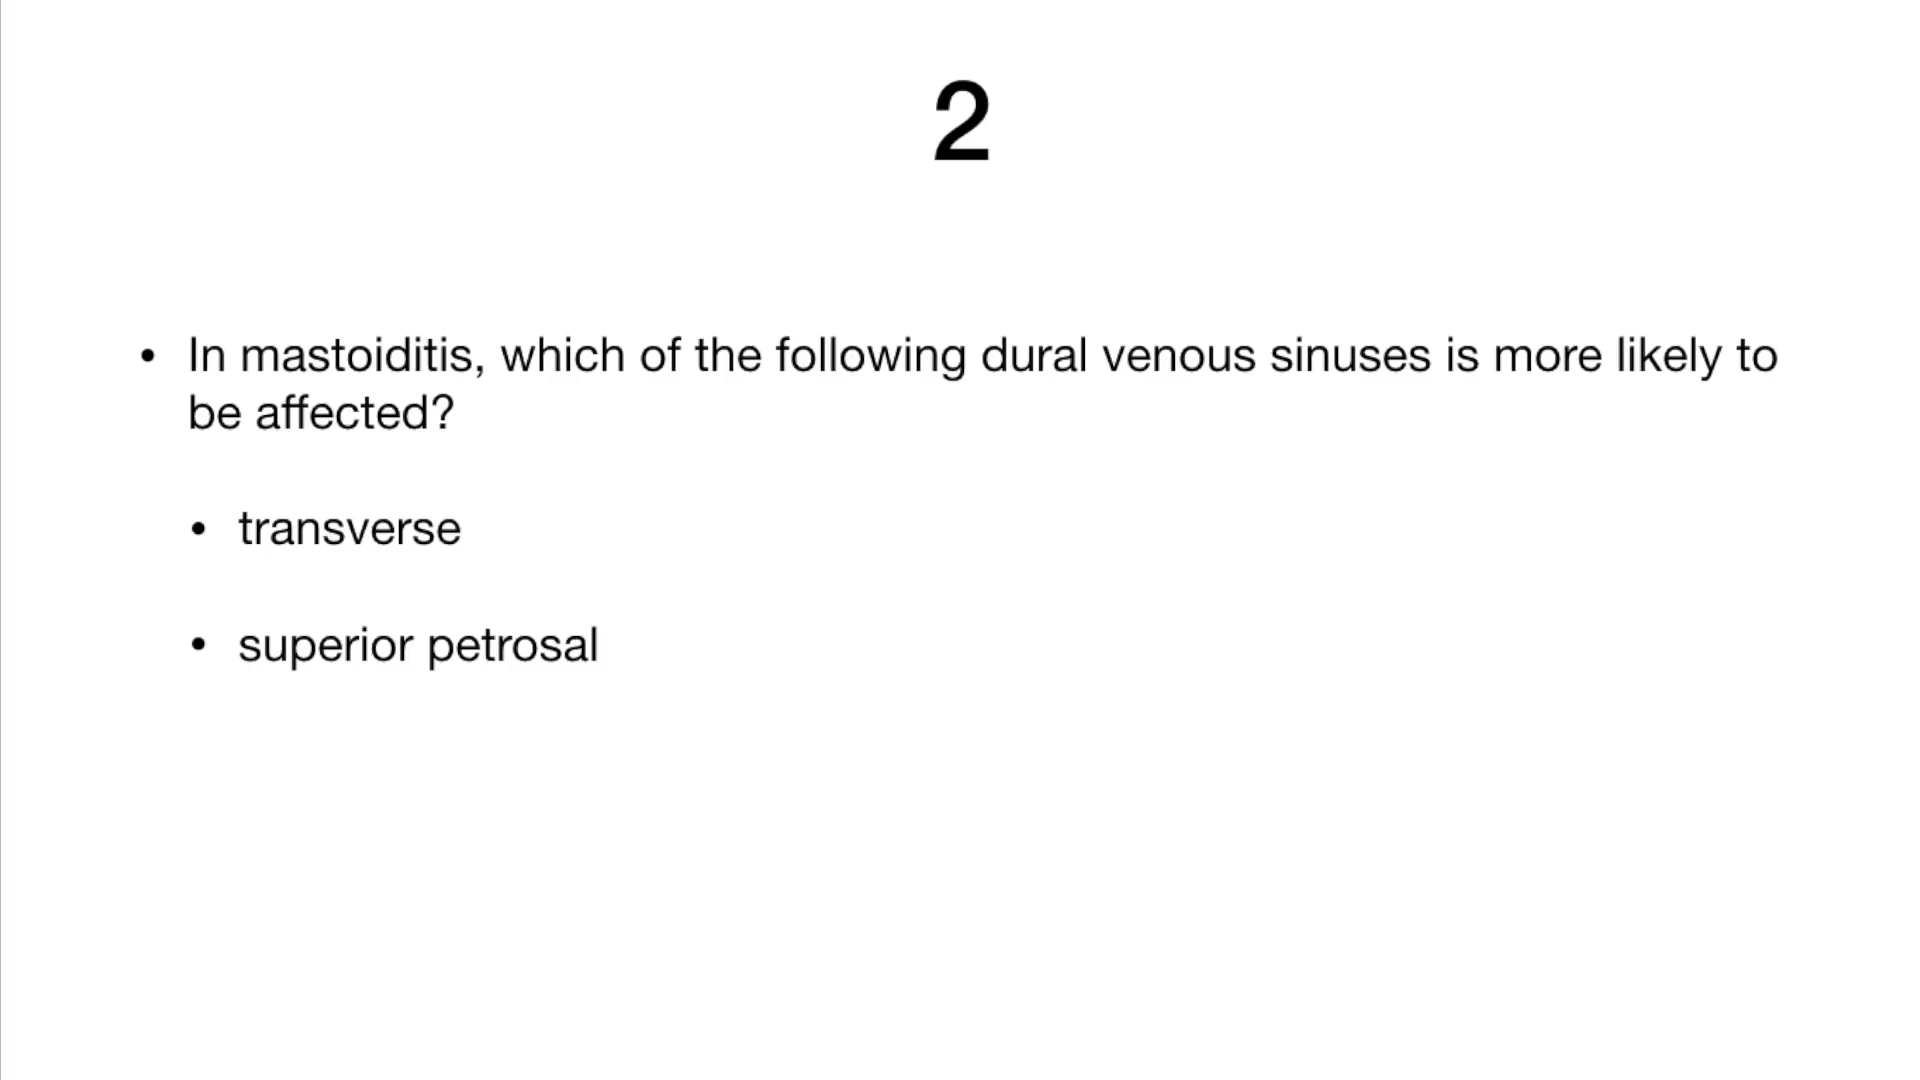 2
• In mastoiditis, which of the following dural venous sinuses is more likely to
be affected?
• transverse
• superior petrosal